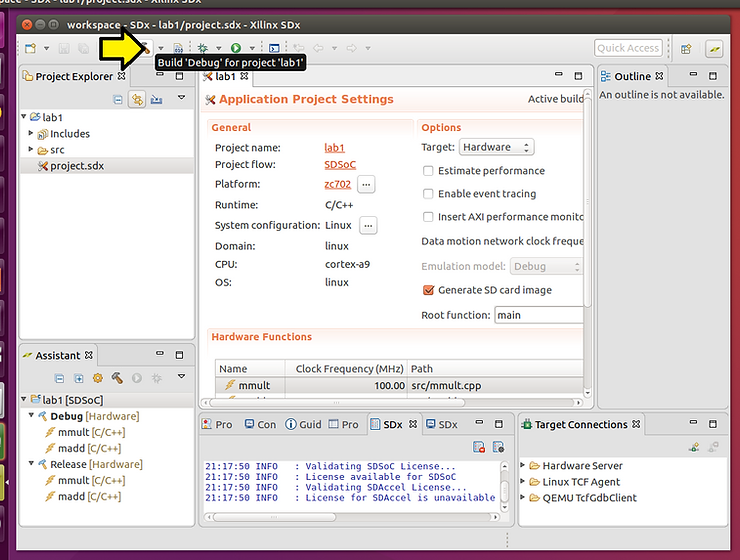 workspace - SDx - lab1/project.sdx - Xilinx SDx
Quick Access
Build 'Debug' for project 'lab1'
Project Explorer
lab1
Includes
src
project.sdx
lab1
Application Project Settings
Active build
General
Project name: lab1
Project flow: SDSoC
Platform: zc702 ...
Runtime: C/C++
System configuration: Linux ...
Domain: linux
CPU: cortex-a9
OS: linux
Options
Target: Hardware
Estimate performance
Enable event tracing
Insert AXI performance monito
Data motion network clock freque
Emulation model: Debug
Generate SD card image
Root function: main
Hardware Functions
Name Clock Frequency (MHz) Path
mmult 100.00 src/mmult.cpp
Outline
An outline is not available.
Assistant
lab1 [SDSoC]
Debug [Hardware]
mmult [C/C++]
madd [C/C++]
Release [Hardware]
mmult [C/C++]
madd [C/C++]
Pro Con Guid Pro SDx SDx
21:17:50 INFO : Validating SDSoC License...
21:17:50 INFO : License available for SDSoC
21:17:50 INFO : Validating SDAccel License...
21:17:50 INFO : License for SDAccel is unavailable
Target Connections
Hardware Server
Linux TCF Agent
QEMU TcfGdbClient